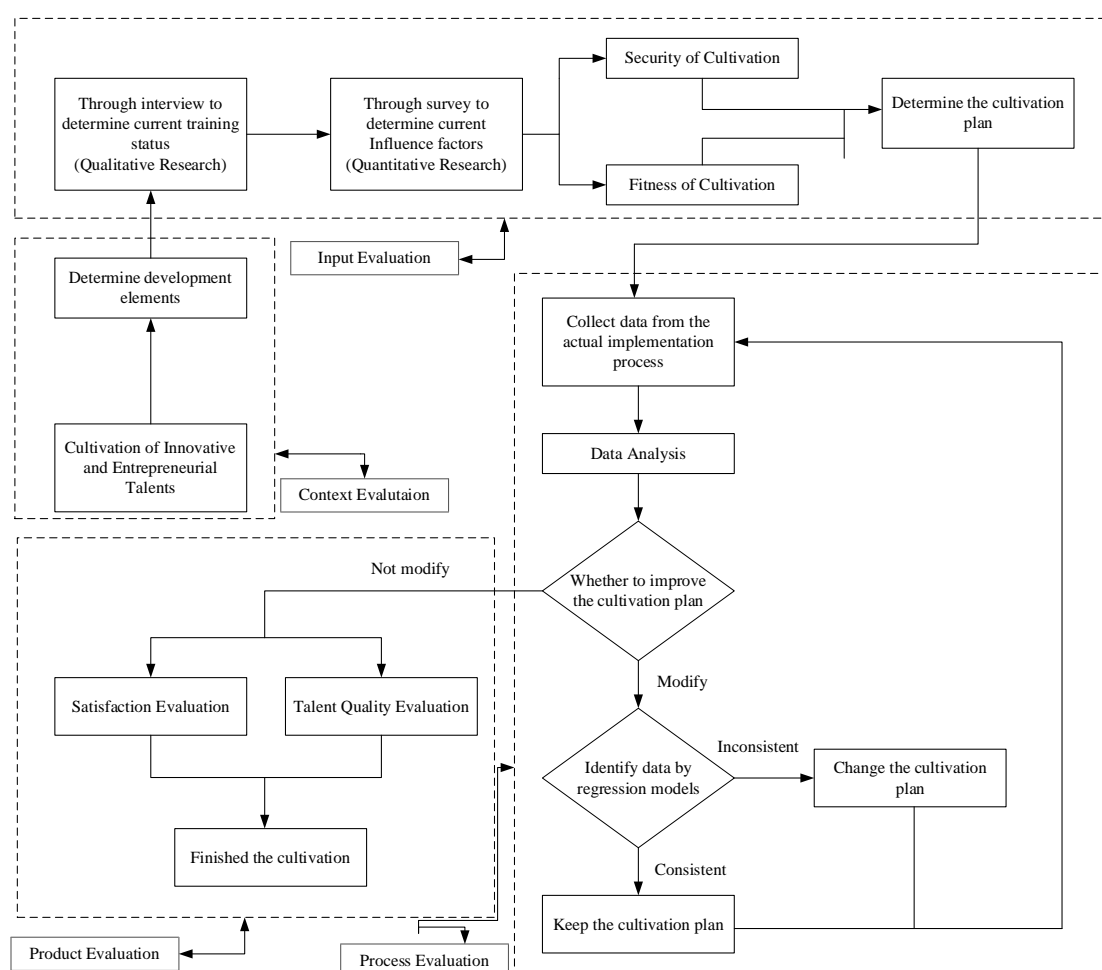 Security of Cultivation
Through interview to
determine current training
status
(Qualitative Research)
Through survey to
determine current
Influence factors
(Quantitative Research)
Determine the cultivation
plan
Fitness of Cultivation
Input Evaluation
Determine development
elements
Collect data from the
actual implementation
process
Cultivation of Innovative
and Entrepreneurial
Talents
Data Analysis
Context Evalutaion
Not modify
Whether to improve
the cultivation plan
Modify
Satisfaction Evaluation
Talent Quality Evaluation
Inconsistent
Identify data by
regression models
Change the cultivation
plan
Finished the cultivation
Consistent
Keep the cultivation plan
Product Evaluation
Process Evaluation